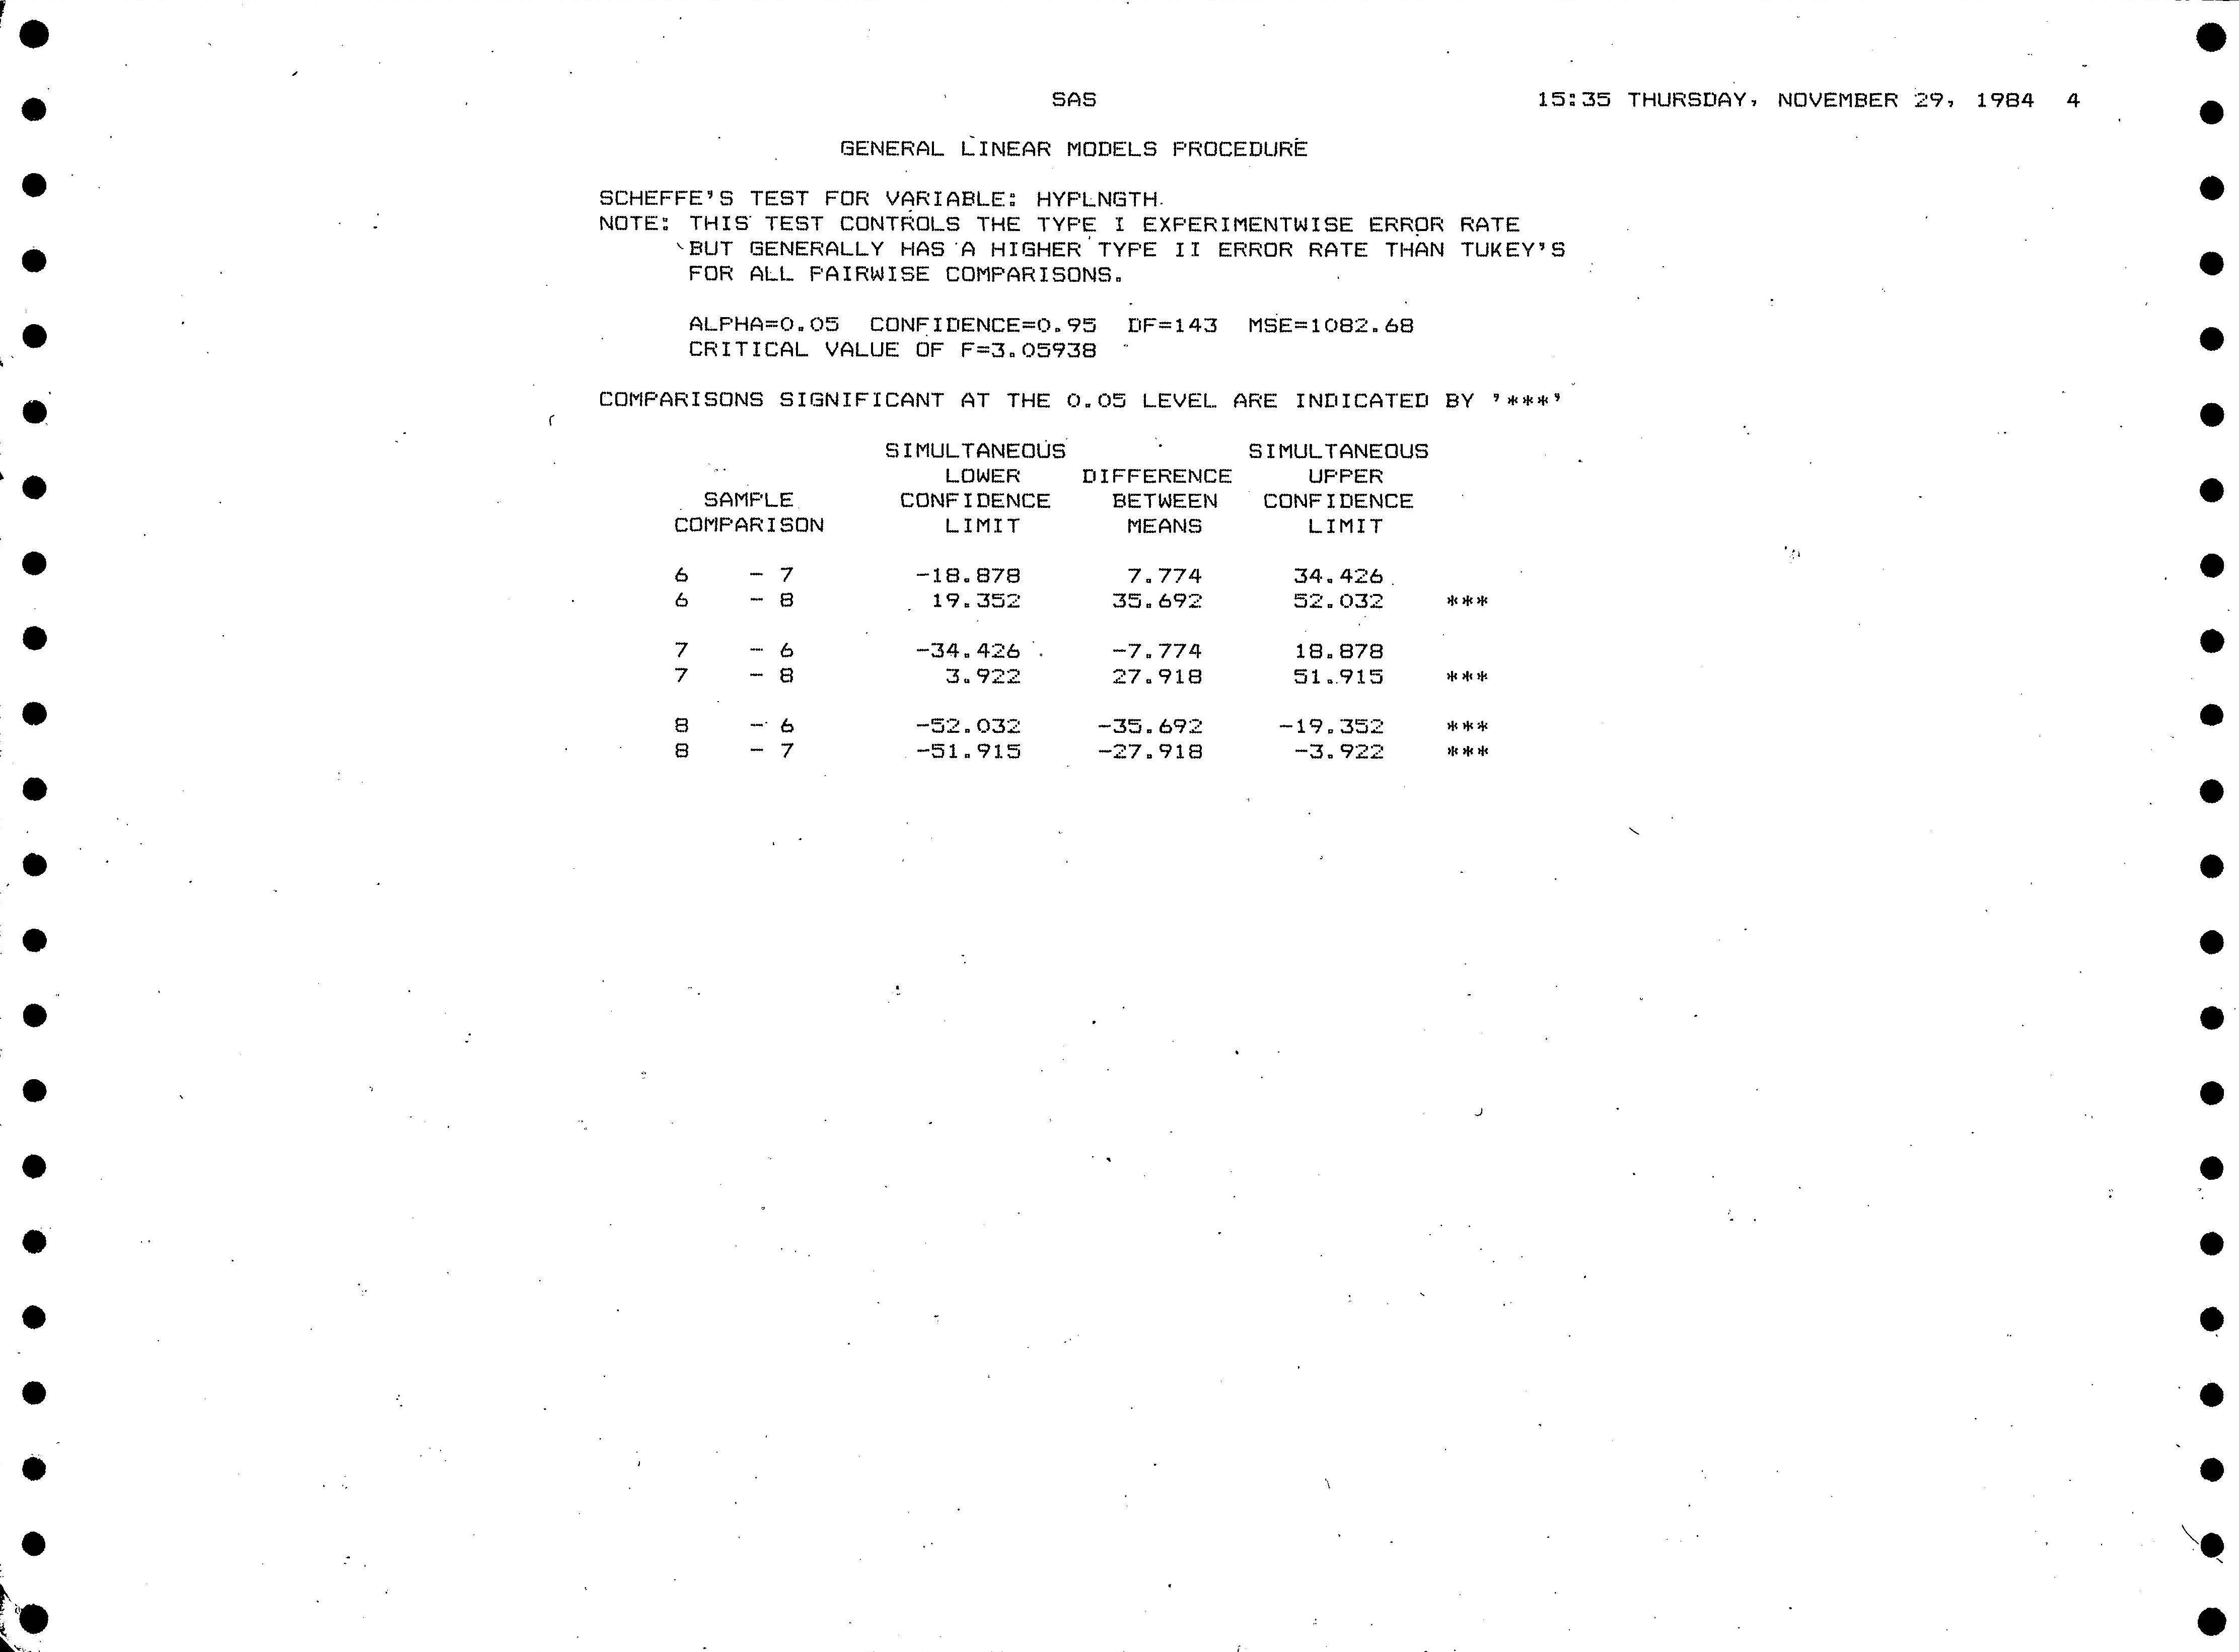 SAS 15:35 THURSDAY, NOVEMBER 29, 1984 4
GENERAL LINEAR MODELS PROCEDURE
SCHEFFE'S TEST FOR VARIABLE: HYPLNGTH
NOTE: THIS TEST CONTROLS THE TYPE I EXPERIMENTWISE ERROR RATE
BUT GENERALLY HAS A HIGHER TYPE II ERROR RATE THAN TUKEY'S
FOR ALL PAIRWISE COMPARISONS.
ALPHA=0.05 CONFIDENCE=0.95 DF=143 MSE=1082.68
CRITICAL VALUE OF F=3.05938
COMPARISONS SIGNIFICANT AT THE 0.05 LEVEL ARE INDICATED BY '***'
SIMULTANEOUS SIMULTANEOUS
LOWER DIFFERENCE UPPER
SAMPLE CONFIDENCE BETWEEN CONFIDENCE
COMPARISON LIMIT MEANS LIMIT
6 - 7 -18.878 7.774 34.426
6 - 8 19.352 35.692 52.032 ***
7 - 6 -34.426 -7.774 18.878
7 - 8 3.922 27.918 51.915 ***
8 - 6 -52.032 -35.692 -19.352 ***
8 - 7 -51.915 -27.918 -3.922 ***